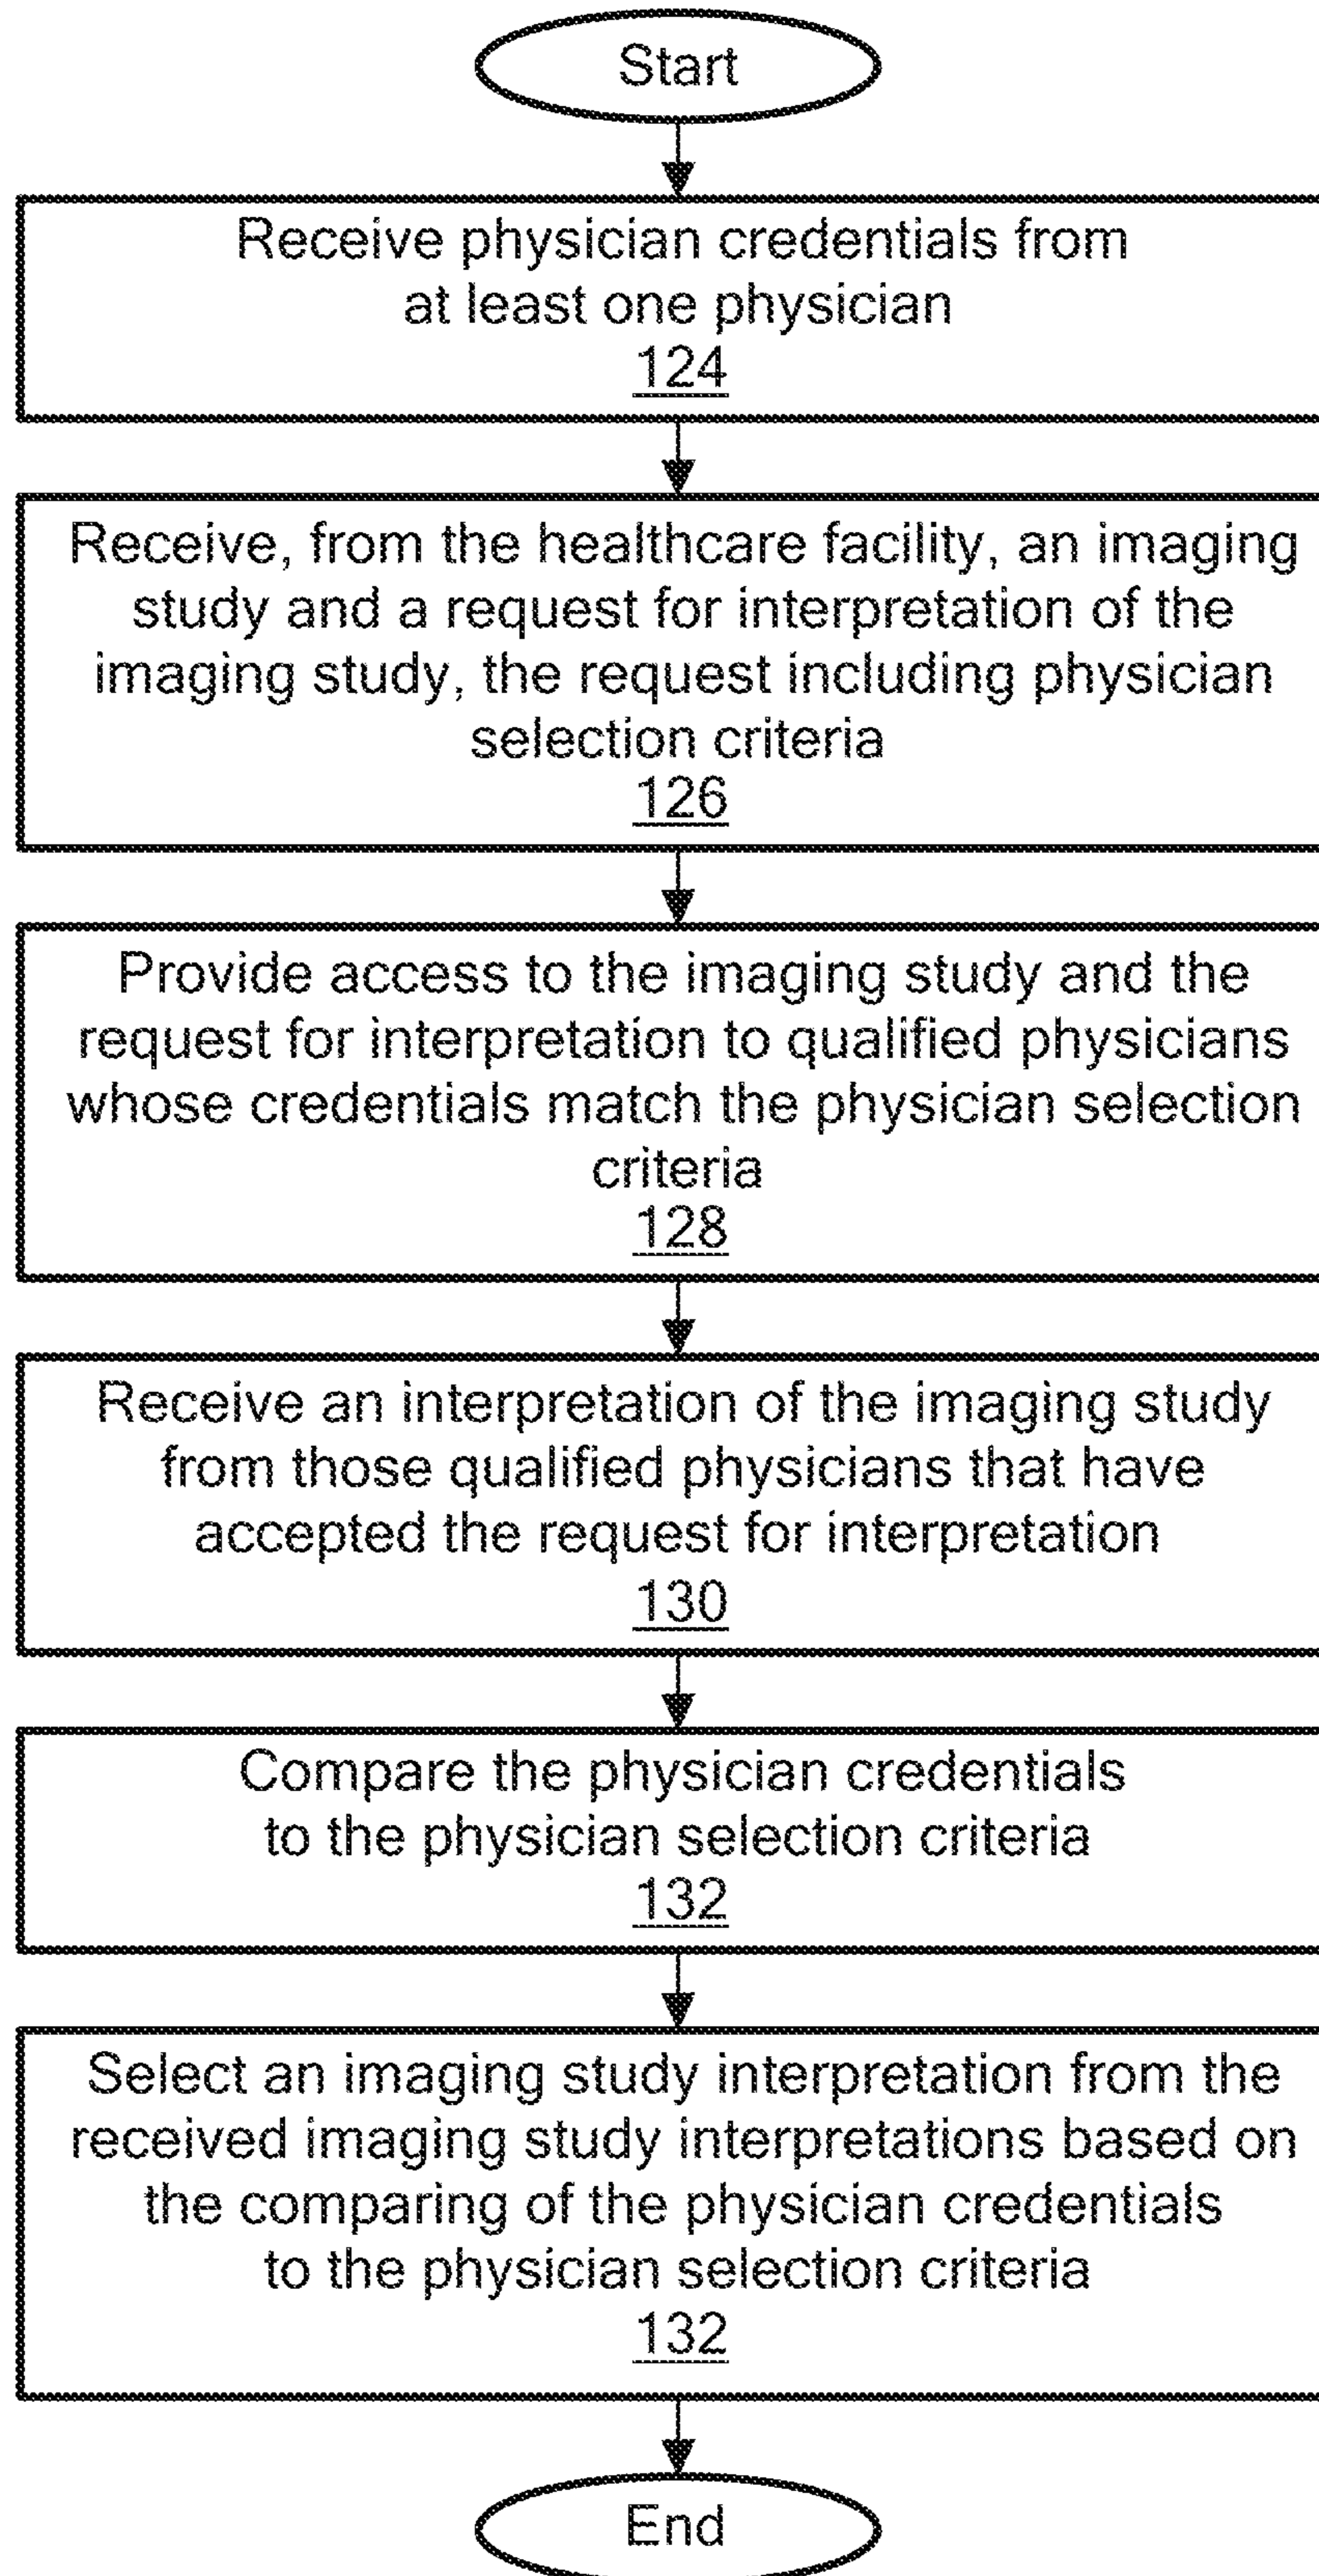 Start
Receive physician credentials from
at least one physician
124
Receive, from the healthcare facility, an imaging
study and a request for interpretation of the
imaging study, the request including physician
selection criteria
126
Provide access to the imaging study and the
request for interpretation to qualified physicians
whose credentials match the physician selection
criteria
128
Receive an interpretation of the imaging study
from those qualified physicians that have
accepted the request for interpretation
130
Compare the physician credentials
to the physician selection criteria
132
Select an imaging study interpretation from the
received imaging study interpretations based on
the comparing of the physician credentials
to the physician selection criteria
132
End